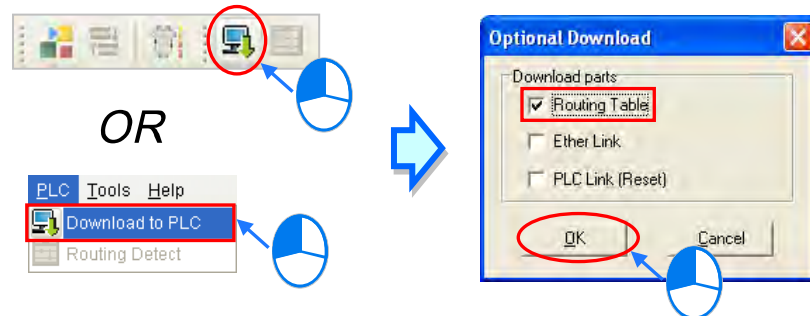 OR
PLC Tools Help
Download to PLC
Routing Detect
Optional Download
Download parts
Routing Table
Ether Link
PLC Link (Reset)
OK Cancel